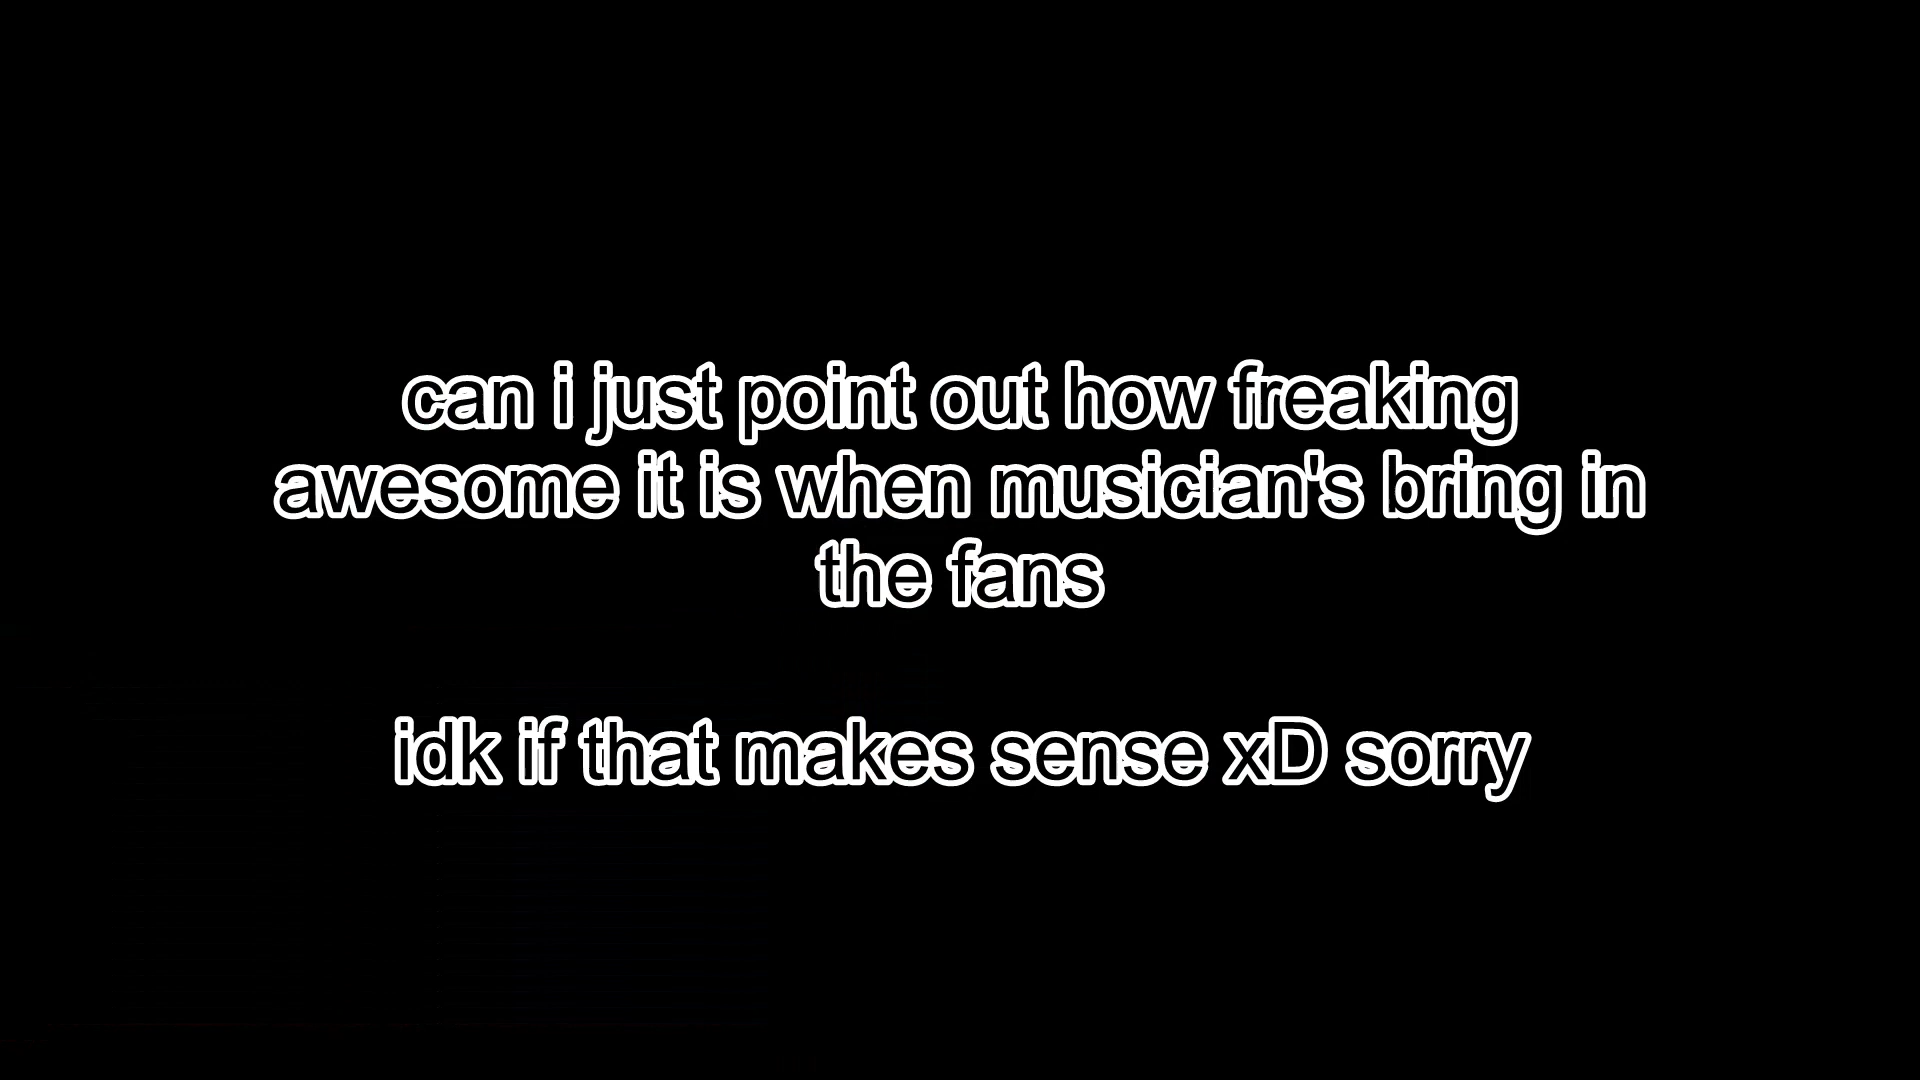 can i just point out how freaking
awesome it is when musician's bring in
the fans
idk if that makes sense xD sorry